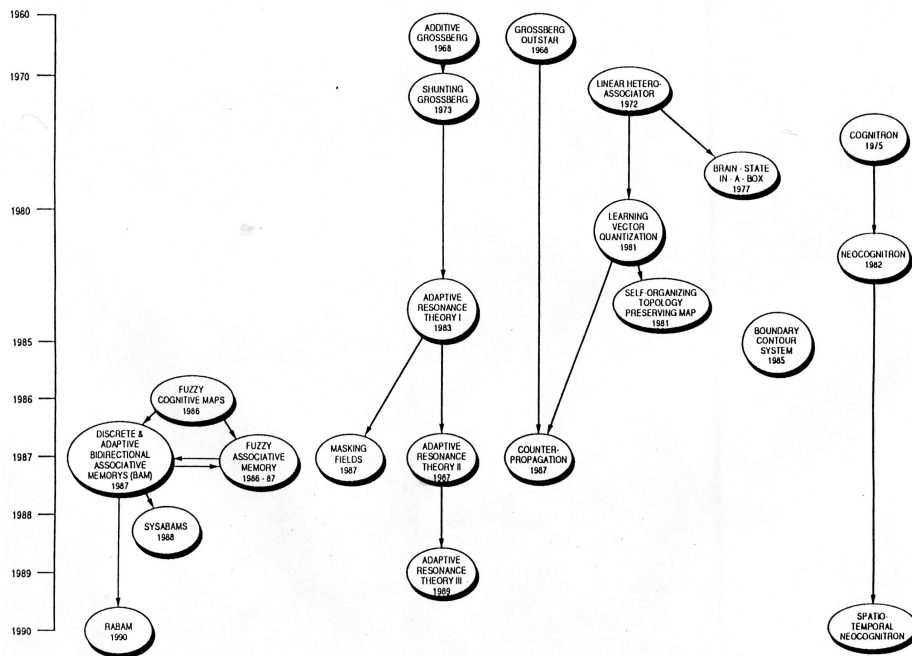 1960
1970
1980
1985
1986
1987
1988
1989
1990
ADDITIVE
GROSSBERG
1968
GROSSBERG
OUTSTAR
1968
SHUNTING
GROSSBERG
1973
LINEAR HETERO-
ASSOCIATOR
1972
COGNITRON
1975
BRAIN - STATE
IN - A - BOX
1977
LEARNING
VECTOR
QUANTIZATION
1981
NEOCOGNITRON
1982
SELF-ORGANIZING
TOPOLOGY
PRESERVING MAP
1981
ADAPTIVE
RESONANCE
THEORY I
1983
BOUNDARY
CONTOUR
SYSTEM
1985
FUZZY
COGNITIVE MAPS
1986
DISCRETE &
ADAPTIVE
BIDIRECTIONAL
ASSOCIATIVE
MEMORYS (BAM)
1987
FUZZY
ASSOCIATIVE
MEMORY
1986 - 87
MASKING
FIELDS
1987
ADAPTIVE
RESONANCE
THEORY II
1987
COUNTER-
PROPAGATION
1987
SYSABAMS
1988
ADAPTIVE
RESONANCE
THEORY III
1989
RABAM
1990
SPATIO-
TEMPORAL
NEOCOGNITRON